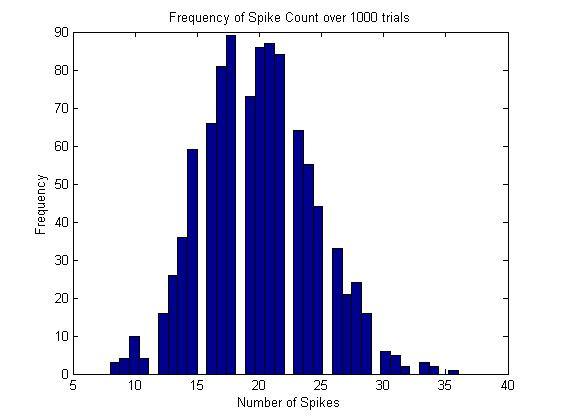 Frequency of Spike Count over 1000 trials
90
80
70
60
50
40
30
20
10
0
Frequency
5 10 15 20 25 30 35 40
Number of Spikes